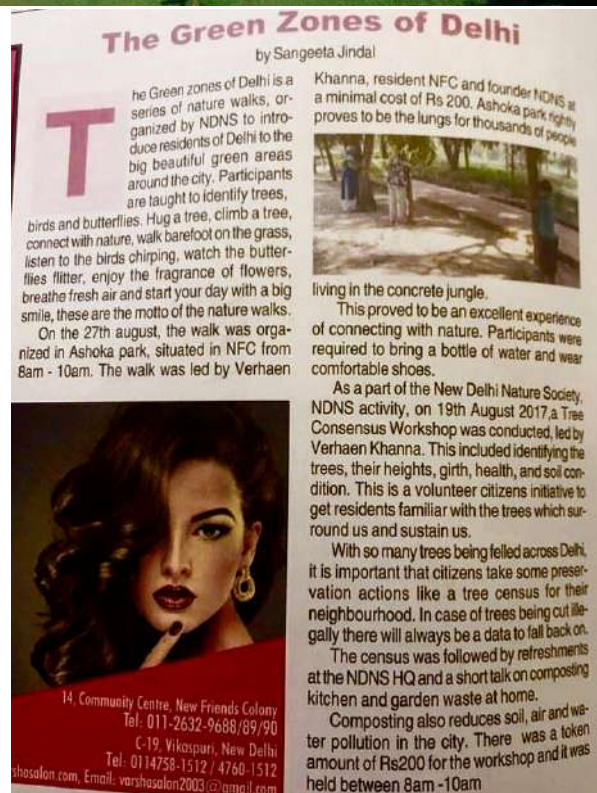 The Green Zones of Delhi
by Sangeeta Jindal
The Green zones of Delhi is a
series of nature walks, or-
ganized by NDNS to intro-
duce residents of Delhi to the
big beautiful green areas
around the city. Participants
are taught to identify trees,
birds and butterflies. Hug a tree, climb a tree,
connect with nature, walk barefoot on the grass,
listen to the birds chirping, watch the butter-
flies flitter, enjoy the fragrance of flowers,
breathe fresh air and start your day with a big
smile, these are the motto of the nature walks.
On the 27th august, the walk was orga-
nized in Ashoka park, situated in NFC from
8am - 10am. The walk was led by Verhaen
Khanna, resident NFC and founder NDNS at
a minimal cost of Rs 200. Ashoka park rightly
proves to be the lungs for thousands of people
living in the concrete jungle.
This proved to be an excellent experience
of connecting with nature. Participants were
required to bring a bottle of water and wear
comfortable shoes.
As a part of the New Delhi Nature Society,
NDNS activity, on 19th August 2017,a Tree
Consensus Workshop was conducted, led by
Verhaen Khanna. This included identifying the
trees, their heights, girth, health, and soil con-
dition. This is a volunteer citizens initiative to
get residents familiar with the trees which sur-
round us and sustain us.
With so many trees being felled across Delhi,
it is important that citizens take some preser-
vation actions like a tree census for their
neighbourhood. In case of trees being cut ille-
gally there will always be a data to fall back on.
The census was followed by refreshments
at the NDNS HQ and a short talk on composting
kitchen and garden waste at home.
Composting also reduces soil, air and wa-
ter pollution in the city. There was a token
amount of Rs200 for the workshop and it was
held between 8am -10am
14, Community Centre, New Friends Colony
Tel: 011-2632-9688/89/90
C-19, Vikaspuri, New Delhi
Tel: 0114758-1512 / 4760-1512
rshasalon.com, Email: varshasalon2003@gmail.com